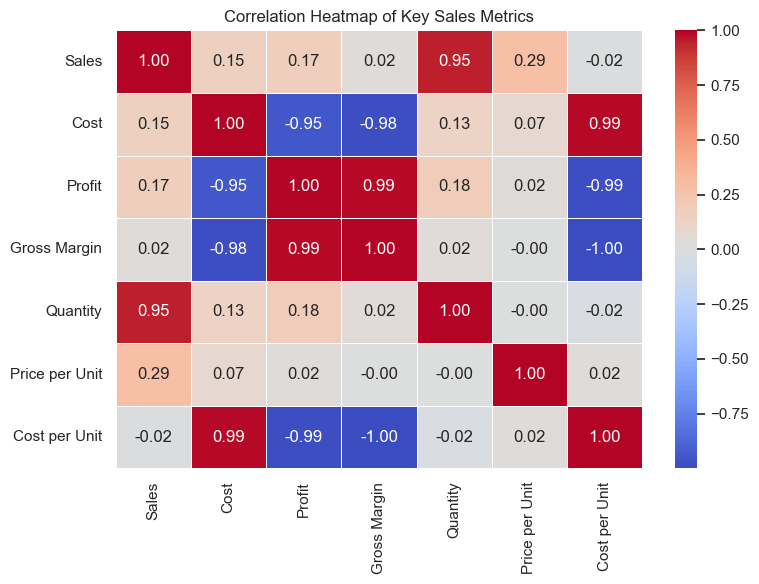 Correlation Heatmap of Key Sales Metrics
Sales 1.00 0.15 0.17 0.02 0.95 0.29 -0.02
Cost 0.15 1.00 -0.95 -0.98 0.13 0.07 0.99
Profit 0.17 -0.95 1.00 0.99 0.18 0.02 -0.99
Gross Margin 0.02 -0.98 0.99 1.00 0.02 -0.00 -1.00
Quantity 0.95 0.13 0.18 0.02 1.00 -0.00 -0.02
Price per Unit 0.29 0.07 0.02 -0.00 -0.00 1.00 0.02
Cost per Unit -0.02 0.99 -0.99 -1.00 -0.02 0.02 1.00
Sales
Cost
Profit
Gross Margin
Quantity
Price per Unit
Cost per Unit
1.00
0.75
0.50
0.25
0.00
−0.25
−0.50
−0.75